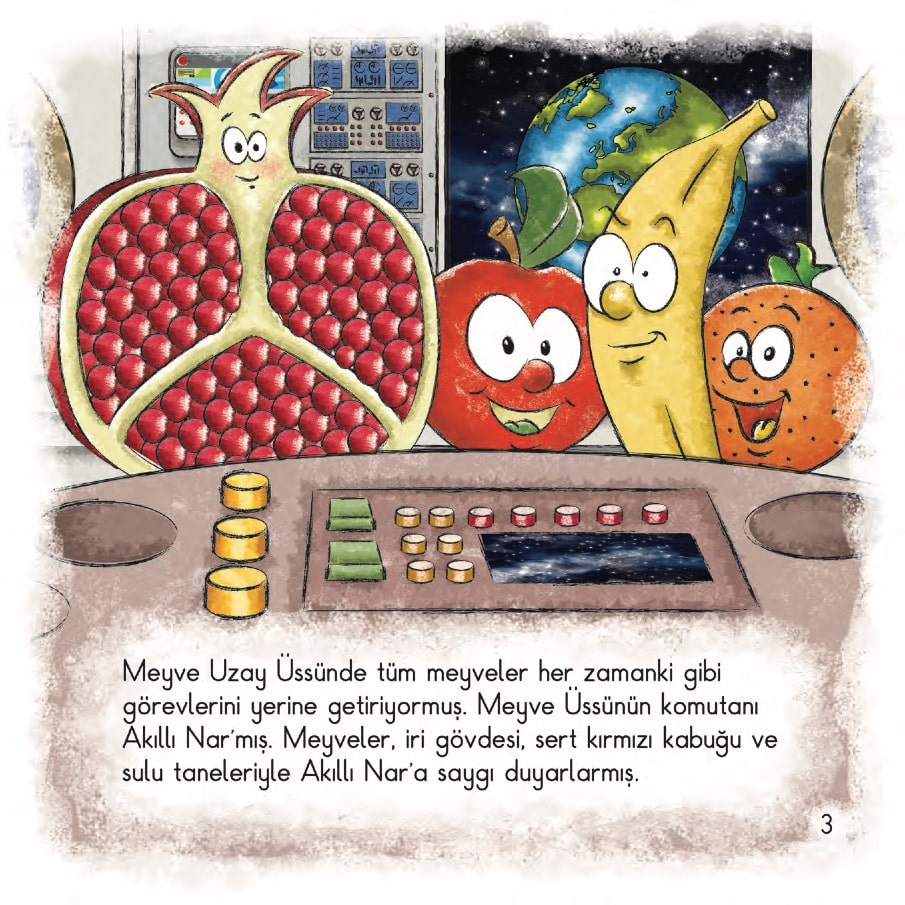 Meyve Uzay Üssünde tüm meyveler her zamanki gibi
görevlerini yerine getiriyormuş. Meyve Üssünün komutanı
Akıllı Nar'mış. Meyveler, iri gövdesi, sert kırmızı kabuğu ve
sulu taneleriyle Akıllı Nar'a saygı duyarlarmış.
3